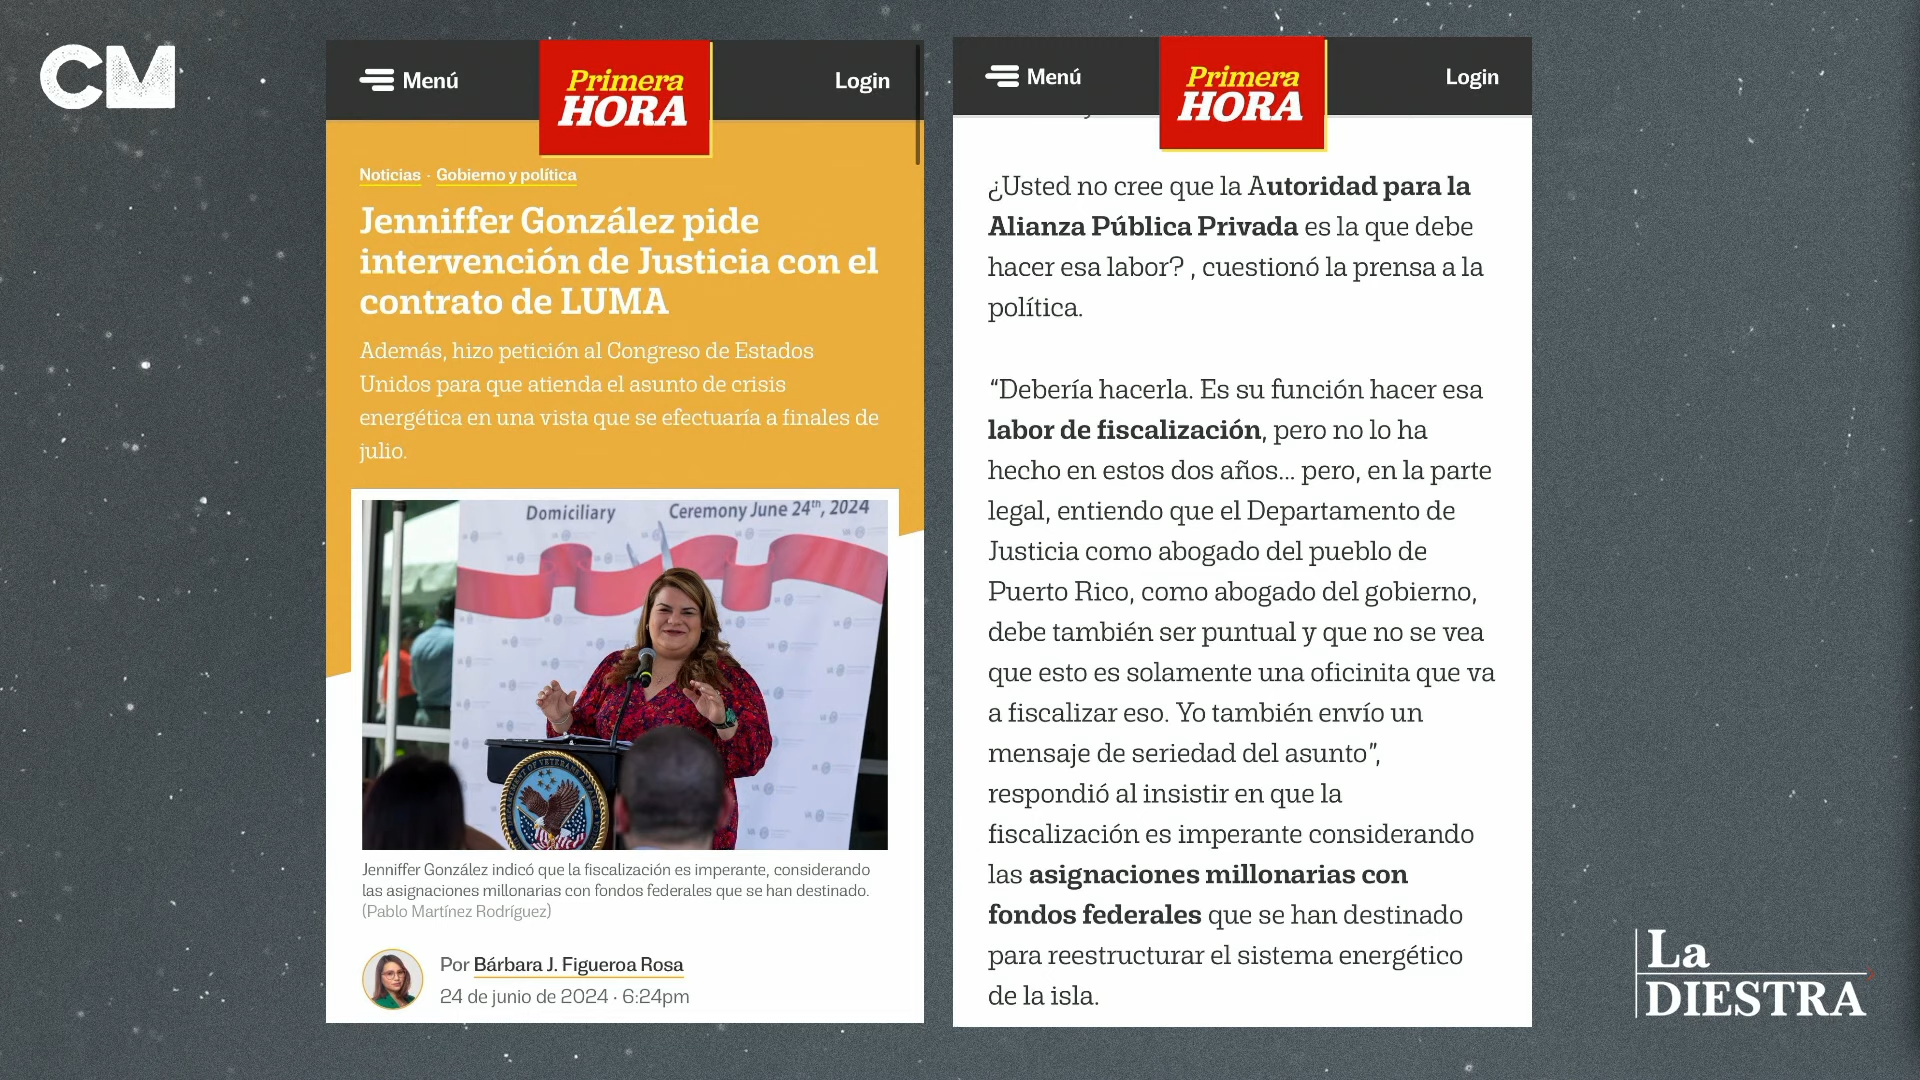 CM
Menú
Primera
HORA
Login
Noticias · Gobierno y política
Jenniffer González pide
intervención de Justicia con el
contrato de LUMA
Además, hizo petición al Congreso de Estados
Unidos para que atienda el asunto de crisis
energética en una vista que se efectuaría a finales de
julio.
Domiciliary Ceremony June 24th, 2024
Jenniffer González indicó que la fiscalización es imperante, considerando
las asignaciones millonarias con fondos federales que se han destinado.
(Pablo Martínez Rodríguez)
Por Bárbara J. Figueroa Rosa
24 de junio de 2024 · 6:24pm
Menú
Primera
HORA
Login
¿Usted no cree que la Autoridad para la
Alianza Pública Privada es la que debe
hacer esa labor? , cuestionó la prensa a la
política.
“Debería hacerla. Es su función hacer esa
labor de fiscalización, pero no lo ha
hecho en estos dos años... pero, en la parte
legal, entiendo que el Departamento de
Justicia como abogado del pueblo de
Puerto Rico, como abogado del gobierno,
debe también ser puntual y que no se vea
que esto es solamente una oficinita que va
a fiscalizar eso. Yo también envío un
mensaje de seriedad del asunto”,
respondió al insistir en que la
fiscalización es imperante considerando
las asignaciones millonarias con
fondos federales que se han destinado
para reestructurar el sistema energético
de la isla.
La
DIESTRA